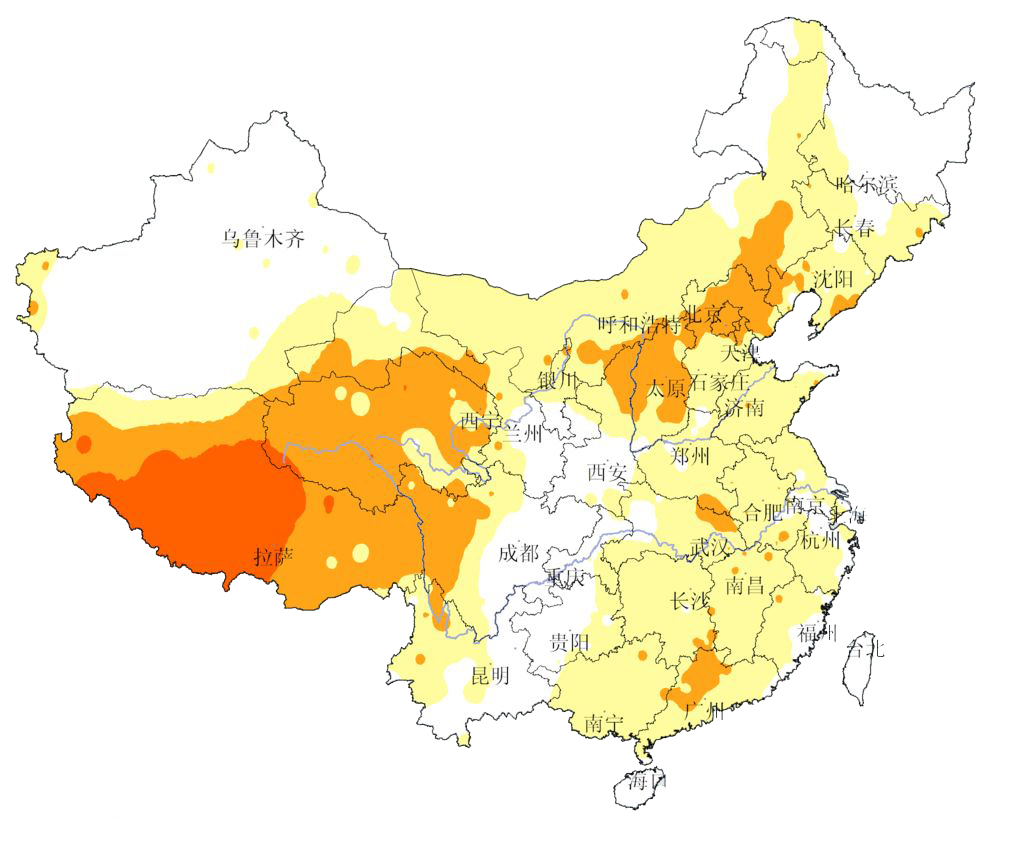 哈尔滨
长春
乌鲁木齐
沈阳
呼和浩特
北京
天津
银川
太原
石家庄
济南
西宁
兰州
郑州
西安
合肥
南京
上海
杭州
拉萨
成都
武汉
重庆
南昌
长沙
贵阳
福州
台北
昆明
广州
南宁
海口